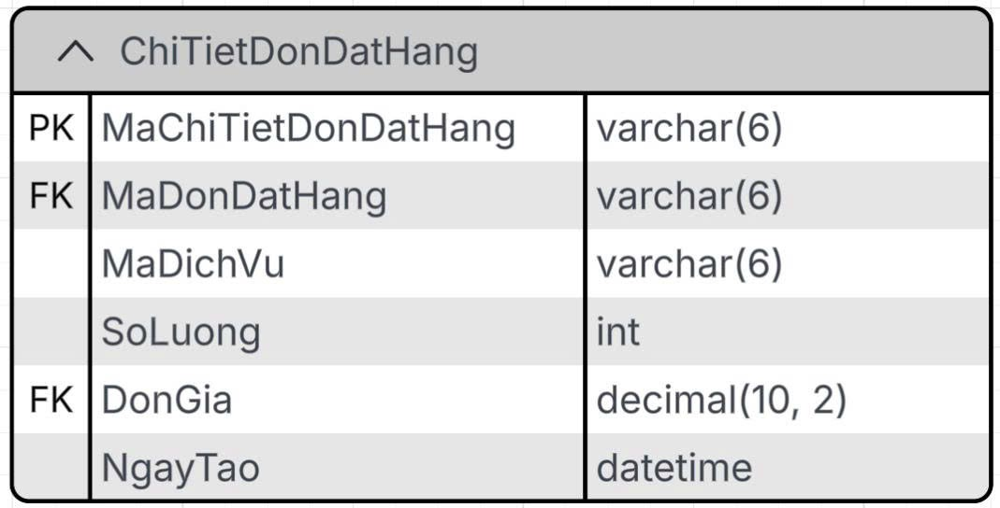 ChiTietDonDatHang
PK MaChiTietDonDatHang varchar(6)
FK MaDonDatHang varchar(6)
MaDichVu varchar(6)
SoLuong int
FK DonGia decimal(10, 2)
NgayTao datetime